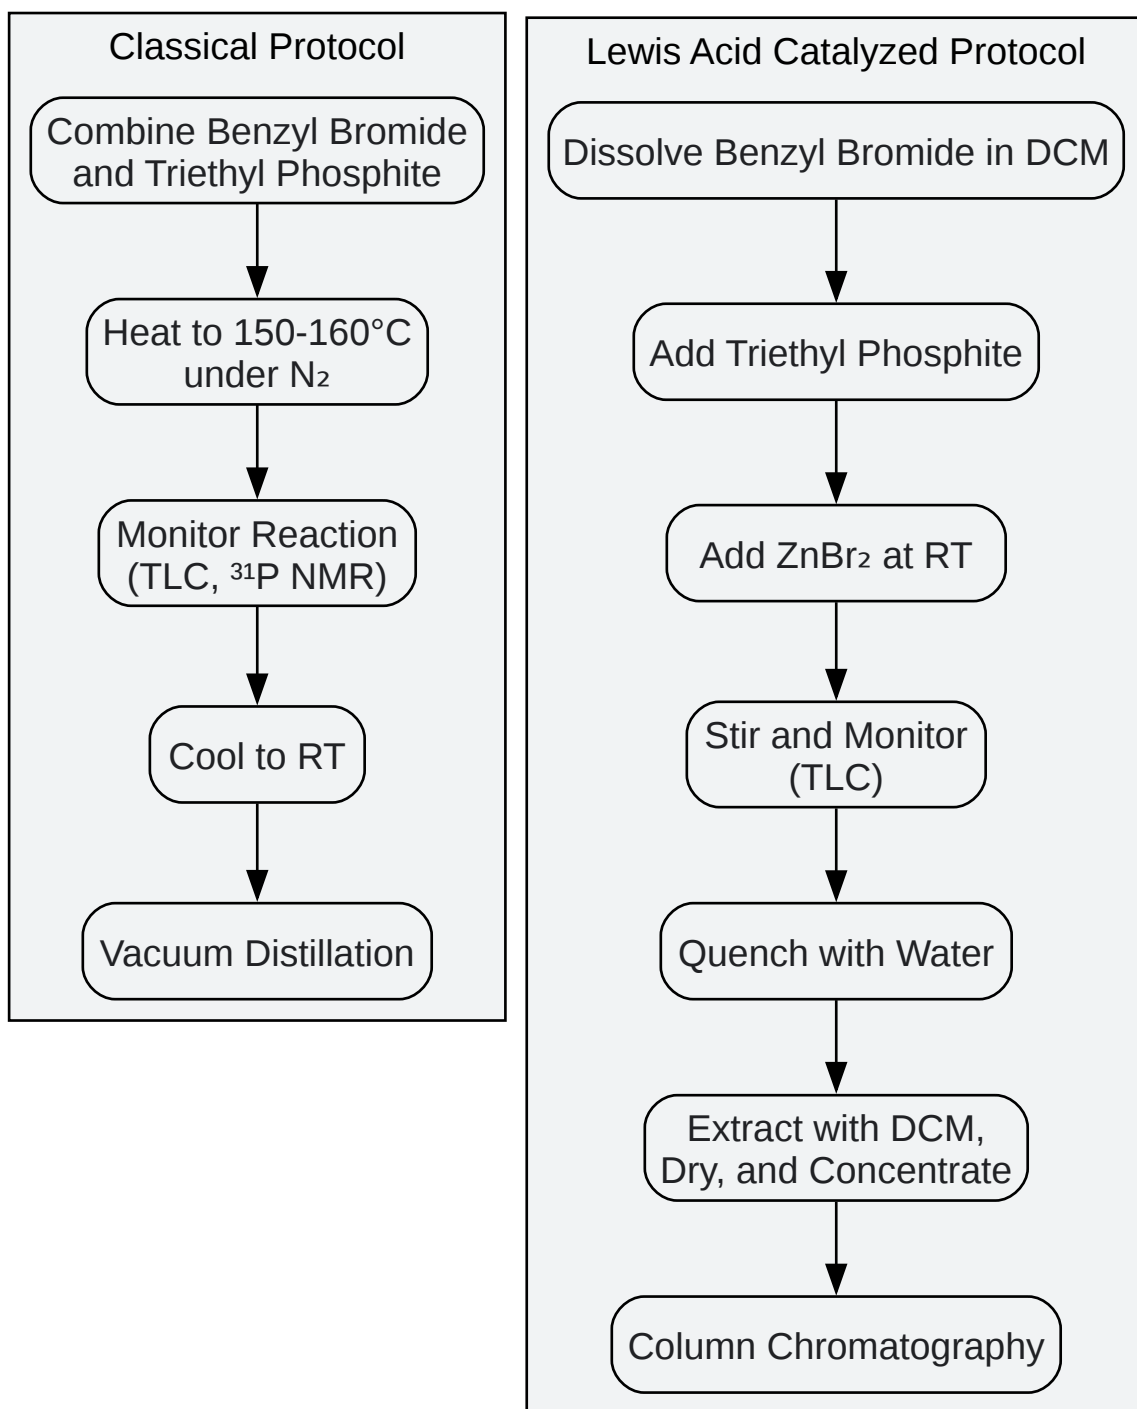 Classical Protocol
Combine Benzyl Bromide
and Triethyl Phosphite
Heat to 150-160°C
under N₂
Monitor Reaction
(TLC, ³¹P NMR)
Cool to RT
Vacuum Distillation
Lewis Acid Catalyzed Protocol
Dissolve Benzyl Bromide in DCM
Add Triethyl Phosphite
Add ZnBr₂ at RT
Stir and Monitor
(TLC)
Quench with Water
Extract with DCM,
Dry, and Concentrate
Column Chromatography